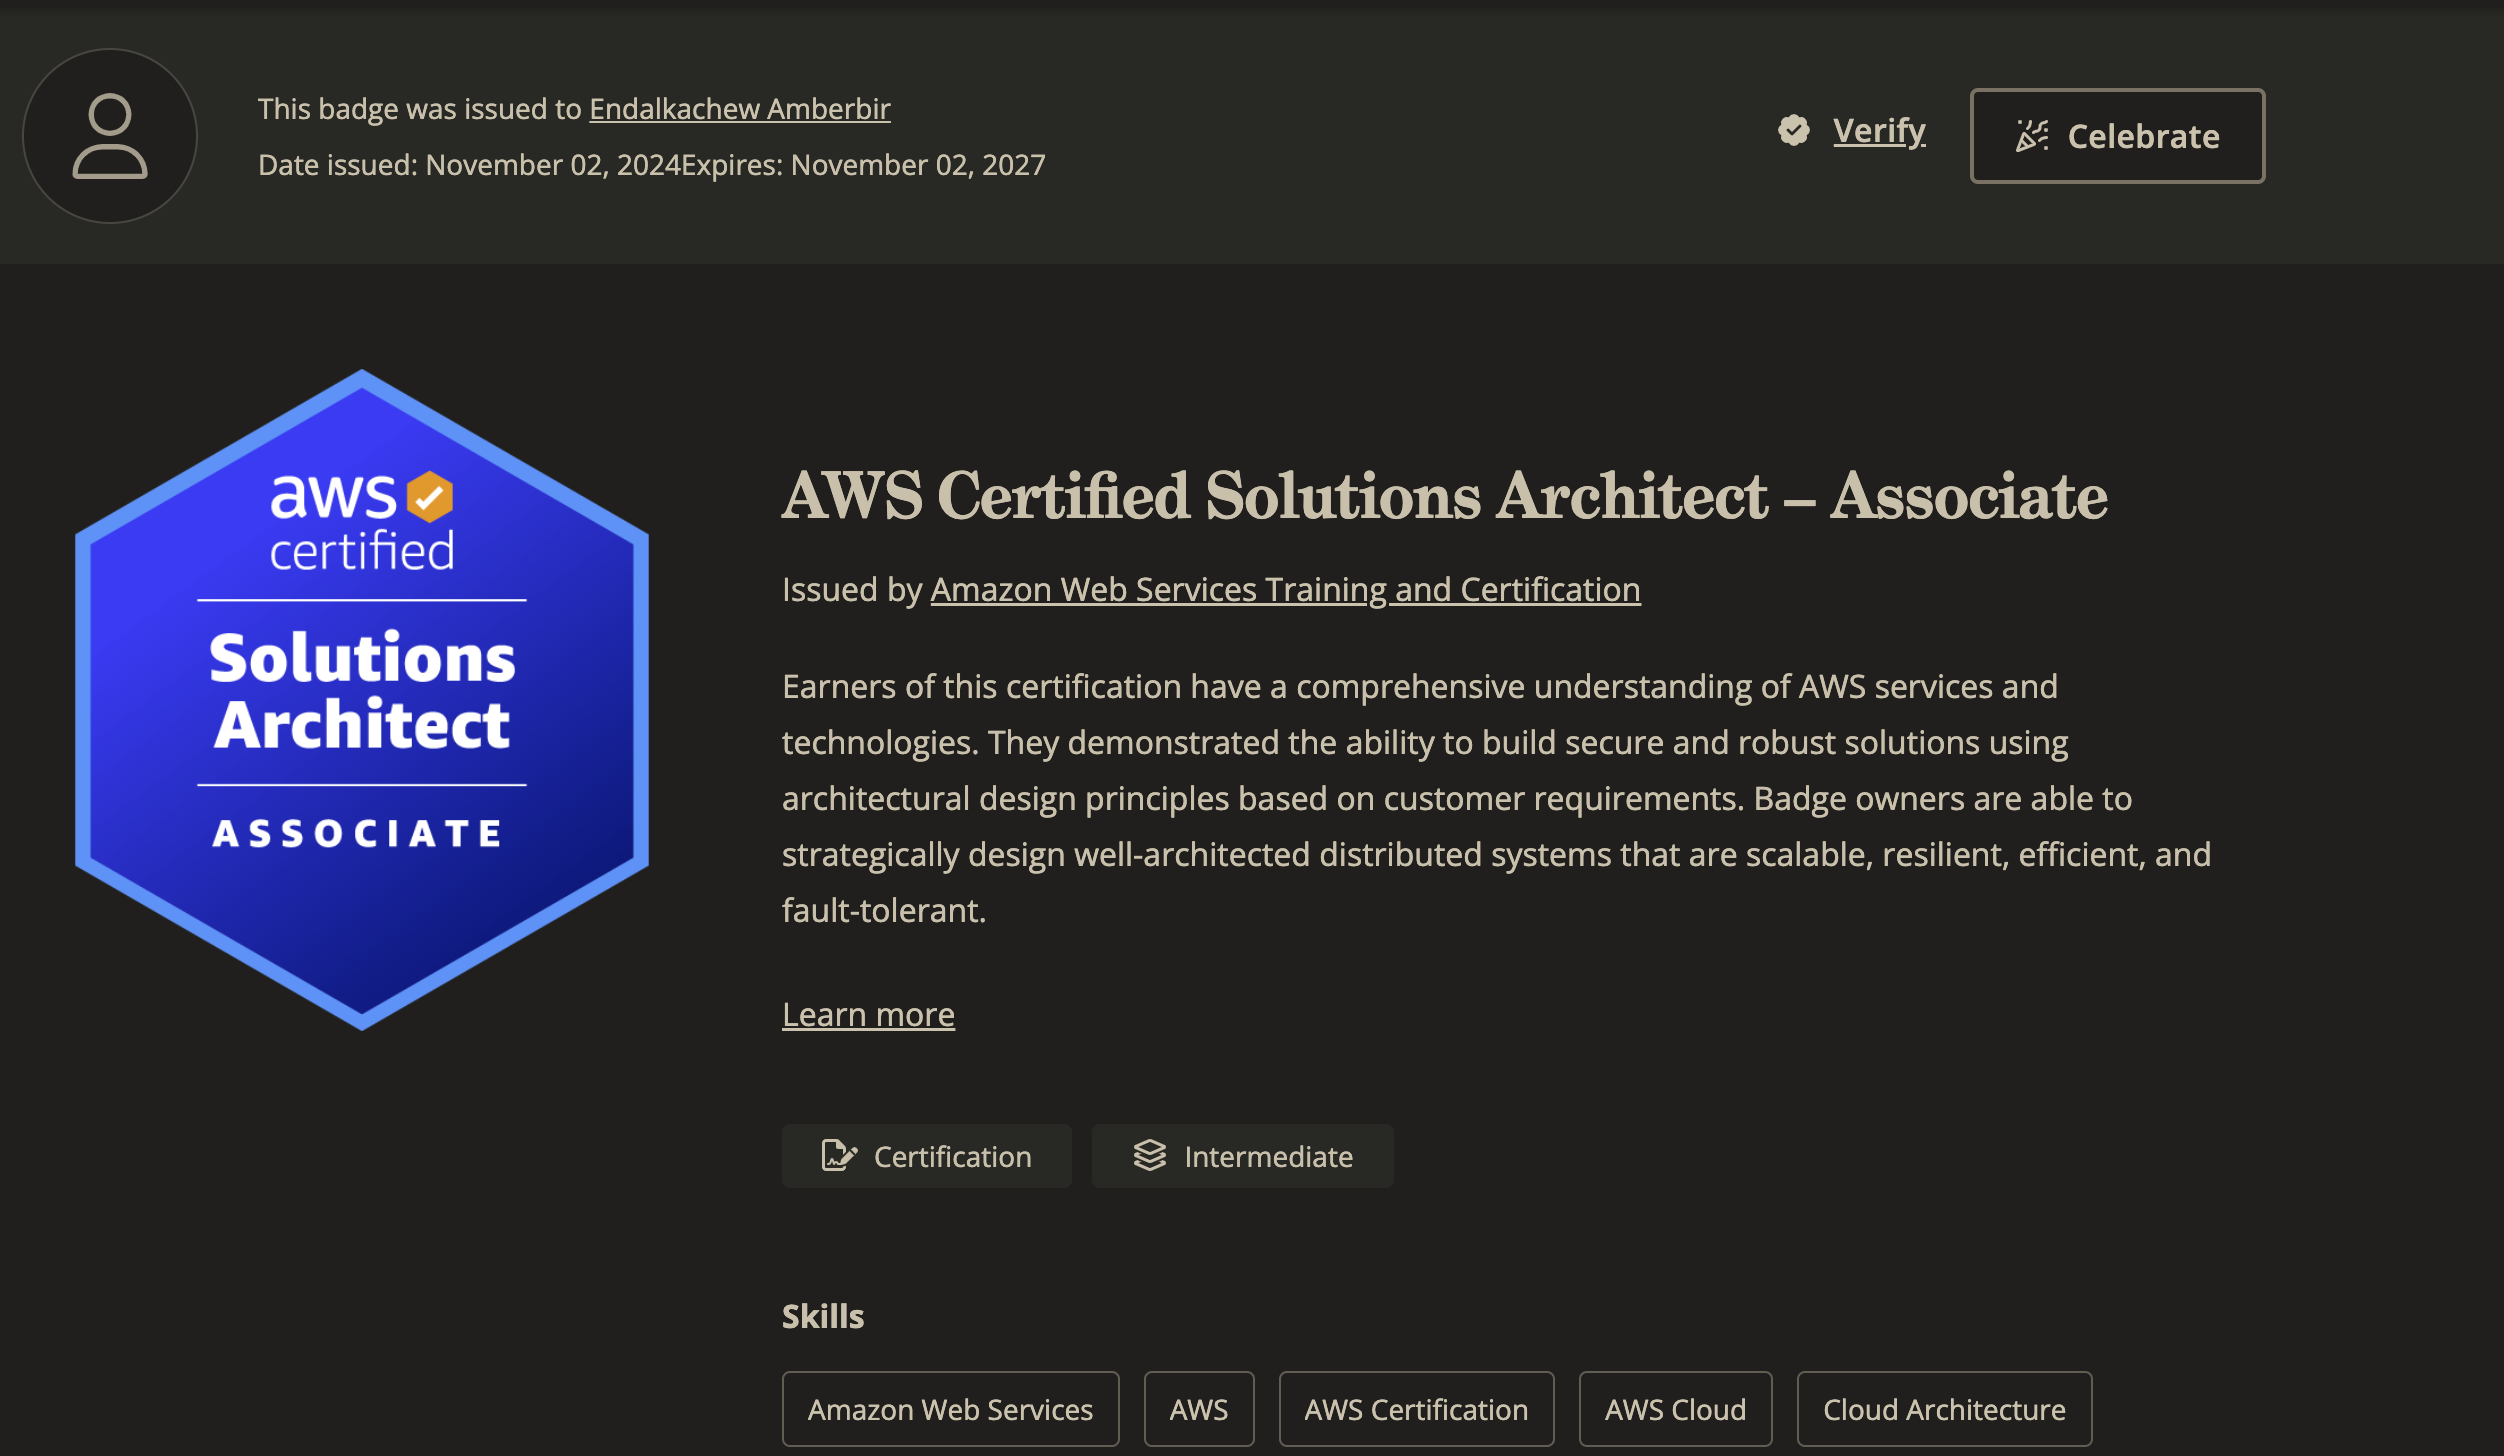 This badge was issued to Endalkachew Amberbir
Date issued: November 02, 2024Expires: November 02, 2027
Verify
Celebrate
aws
certified
Solutions
Architect
ASSOCIATE
AWS Certified Solutions Architect – Associate
Issued by Amazon Web Services Training and Certification
Earners of this certification have a comprehensive understanding of AWS services and
technologies. They demonstrated the ability to build secure and robust solutions using
architectural design principles based on customer requirements. Badge owners are able to
strategically design well-architected distributed systems that are scalable, resilient, efficient, and
fault-tolerant.
Learn more
Certification
Intermediate
Skills
Amazon Web Services
AWS
AWS Certification
AWS Cloud
Cloud Architecture